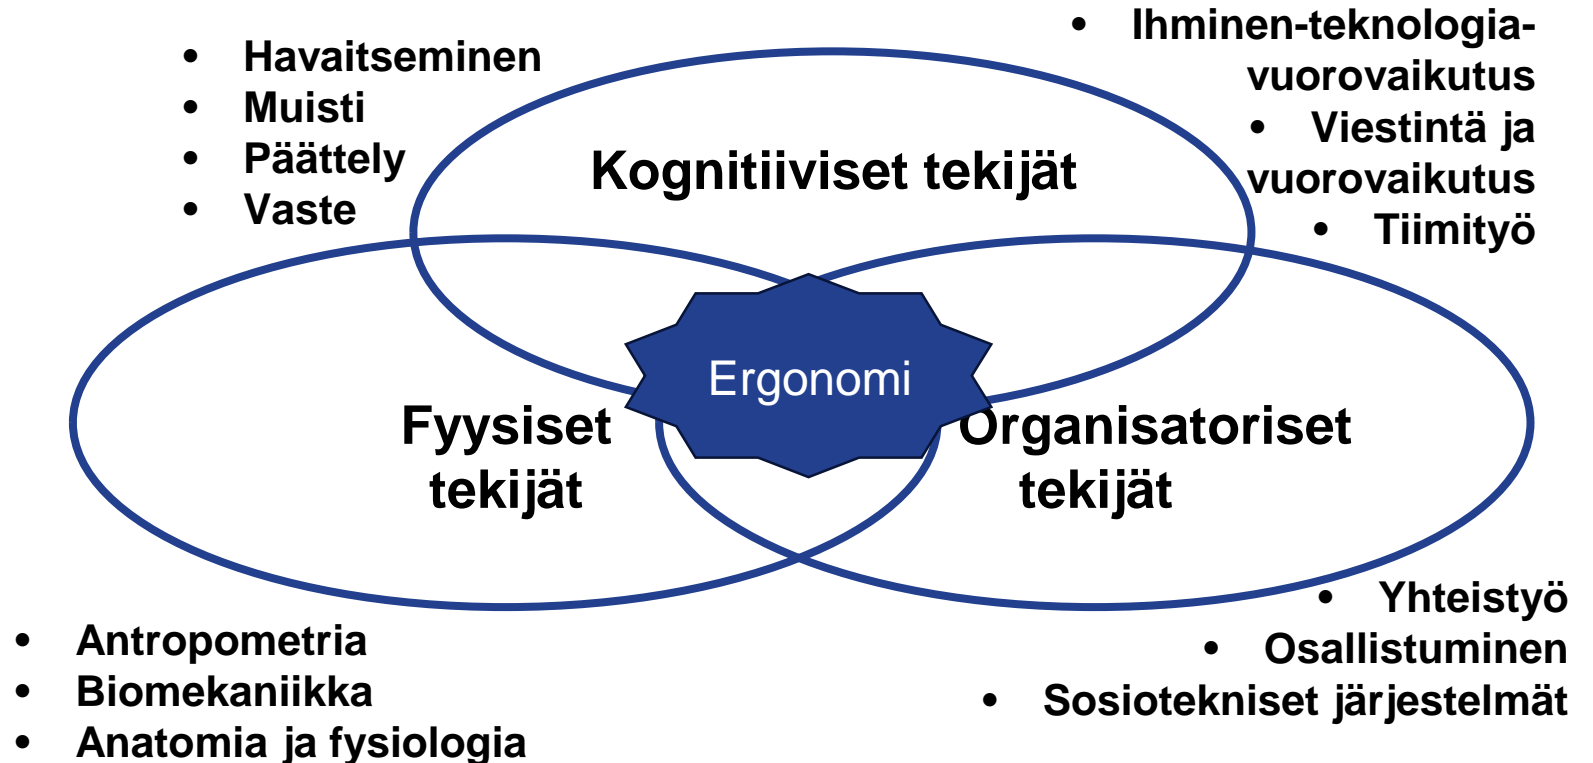 • Havaitseminen
• Muisti
• Päättely
• Vaste
• Ihminen-teknologia-
vuorovaikutus
• Viestintä ja
vuorovaikutus
• Tiimityö
Kognitiiviset tekijät
Ergonomi
Fyysiset
tekijät
Organisatoriset
tekijät
• Antropometria
• Biomekaniikka
• Anatomia ja fysiologia
• Yhteistyö
• Osallistuminen
• Sosiotekniset järjestelmät